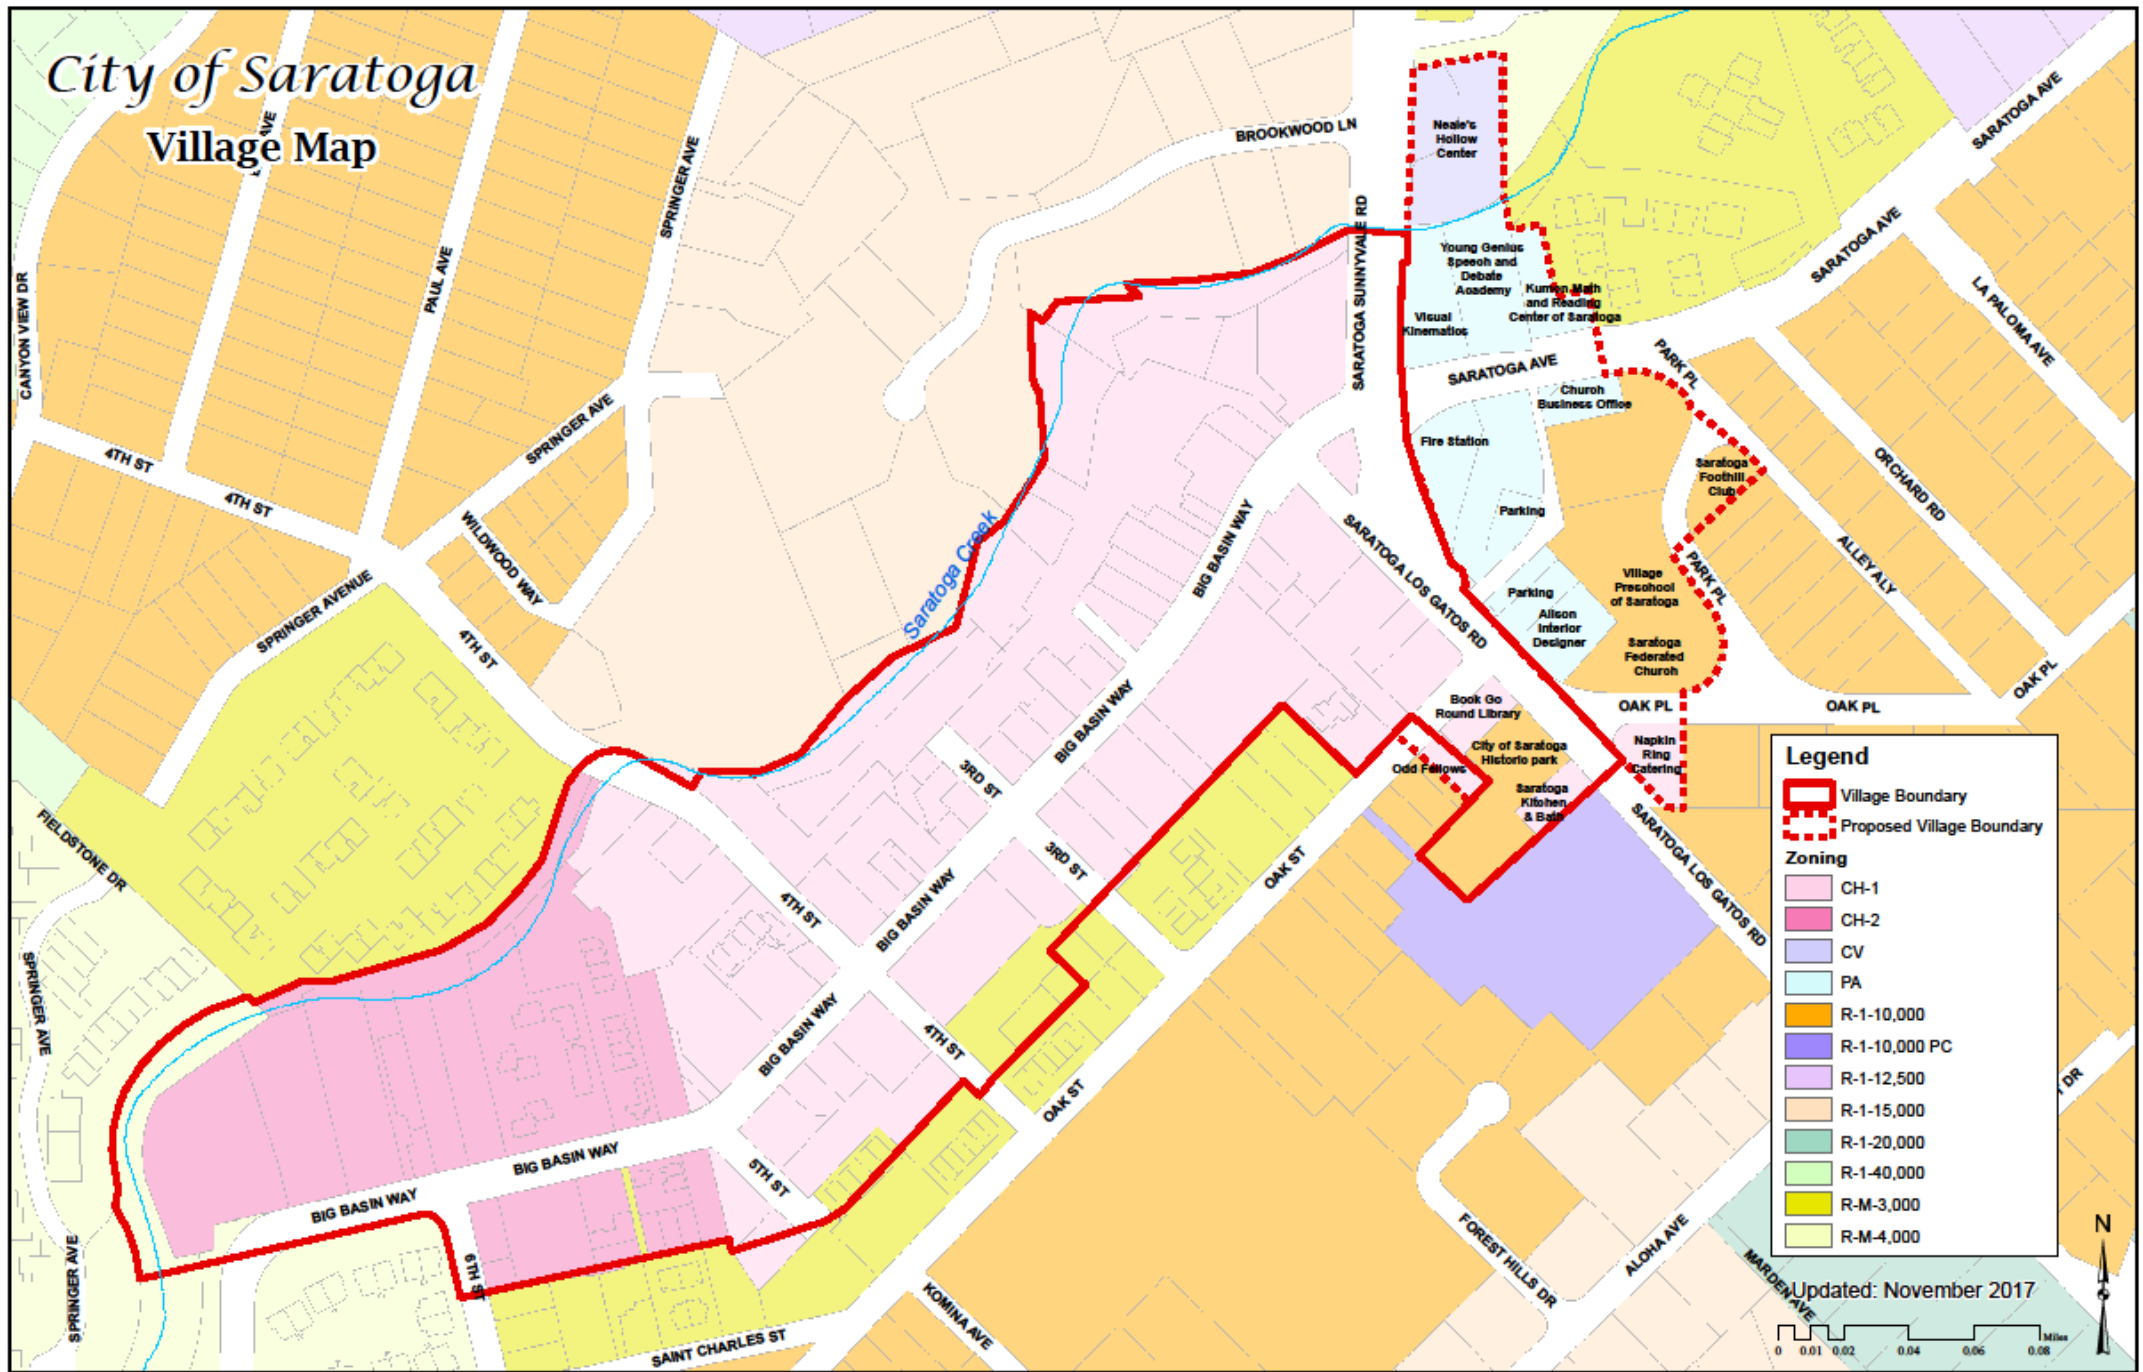 City of Saratoga
Village Map
AVE
SPRINGER AVE
BROOKWOOD LN
SARATOGA AVE
Neale's
Hollow
Center
CANYON VIEW DR
PAUL AVE
SARATOGA SUNNYVALE RD
SARATOGA AVE
LA PALOMA AVE
Young Genius
Speech and
Debate
Academy
Kumon Math
and Reading
Center of Saratoga
Visual
Kinematics
SARATOGA AVE
PARK PL
Church
Business Office
4TH ST
4TH ST
SPRINGER AVE
Fire Station
Saratoga
Foothill
Club
ORCHARD RD
WILDWOOD WAY
Saratoga Creek
BIG BASIN WAY
SARATOGA LOS GATOS RD
Parking
ALLEY ALY
PARK PL
SPRINGER AVENUE
4TH ST
Parking
Village
Preschool
of Saratoga
Alison
Interior
Designer
Saratoga
Federated
Church
OAK PL
OAK PL
OAK PL
BIG BASIN WAY
Book Go
Round Library
City of Saratoga
Historic park
Odd Fellows
Napkin
Ring
Catering
Saratoga
Kitchen
& Bath
3RD ST
3RD ST
OAK ST
SARATOGA LOS GATOS RD
FIELDSTONE DR
4TH ST
BIG BASIN WAY
SPRINGER AVE
BIG BASIN WAY
4TH ST
OAK ST
DR
BIG BASIN WAY
5TH ST
BIG BASIN WAY
6TH ST
SPRINGER AVE
SAINT CHARLES ST
KOMINA AVE
FOREST HILLS DR
ALOHA AVE
MARDEN AVE
Legend
Village Boundary
Proposed Village Boundary
Zoning
CH-1
CH-2
CV
PA
R-1-10,000
R-1-10,000 PC
R-1-12,500
R-1-15,000
R-1-20,000
R-1-40,000
R-M-3,000
R-M-4,000
N
Updated: November 2017
Miles
0 0.01 0.02 0.04 0.06 0.08